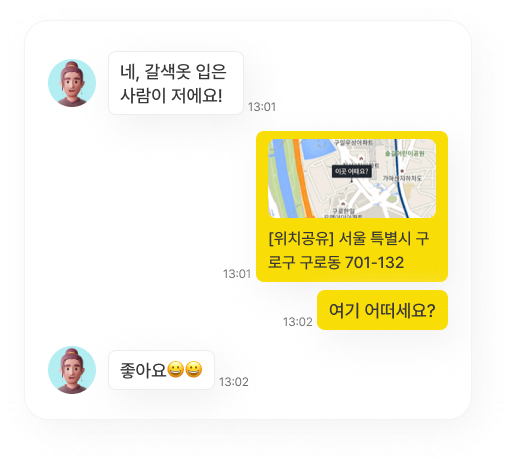 네, 갈색옷 입은
사람이 저에요!
13:01
구일우성아파트
솔길어린이공원
이곳 어때요?
가마산지하차도
구로한일
[위치공유] 서울 특별시 구
로구 구로동 701-132
13:01
여기 어떠세요?
13:02
좋아요😀😀
13:02